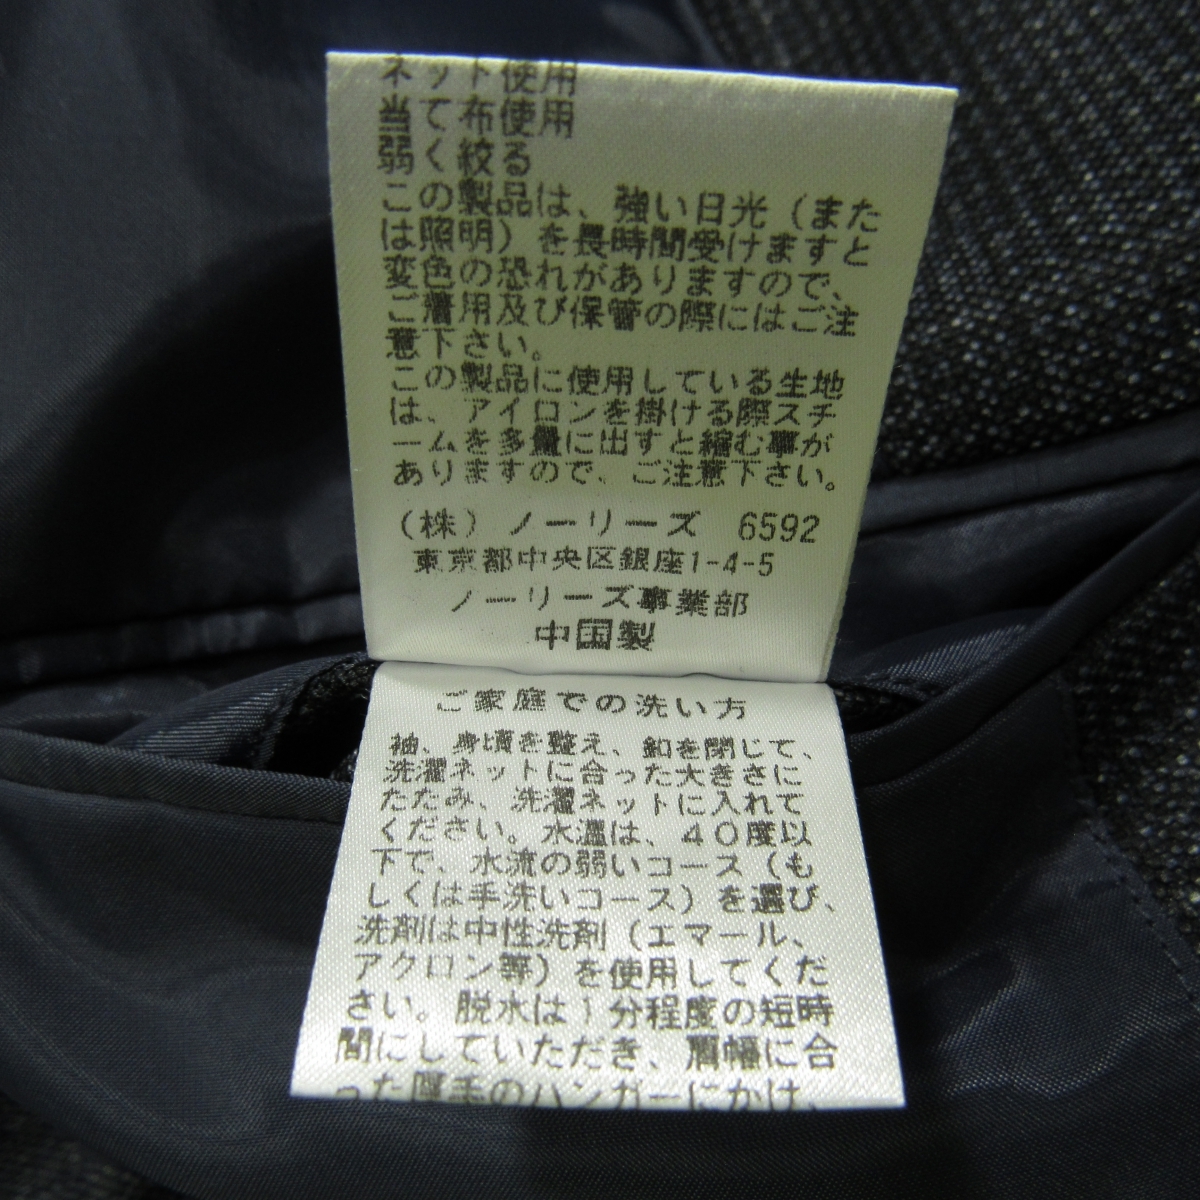 ネット使用
当て布使用
弱く絞る
この製品は、強い日光(また
は照明)を長時間受けますと
変色の恐れがありますので、
ご着用及び保管の際にはご注
意下さい。
この製品に使用している生地
は、アイロンを掛ける際スチ
ームを多量に出すと縮む事が
ありますので、ご注意下さい。
(株)ノーリーズ 6592
東京都中央区銀座1-4-5
ノーリーズ事業部
中国製
ご家庭での洗い方
袖、身頃を整え、釦を閉じて、
洗濯ネットに合った大きさに
たたみ、洗濯ネットに入れて
ください。水温は、40度以
下で、水流の弱いコース(も
しくは手洗いコース)を選び、
洗剤は中性洗剤(エマール、
アクロン等)を使用してくだ
さい。脱水は1分程度の短時
間にしていただき、肩幅に合
った厚手のハンガーにかけ、